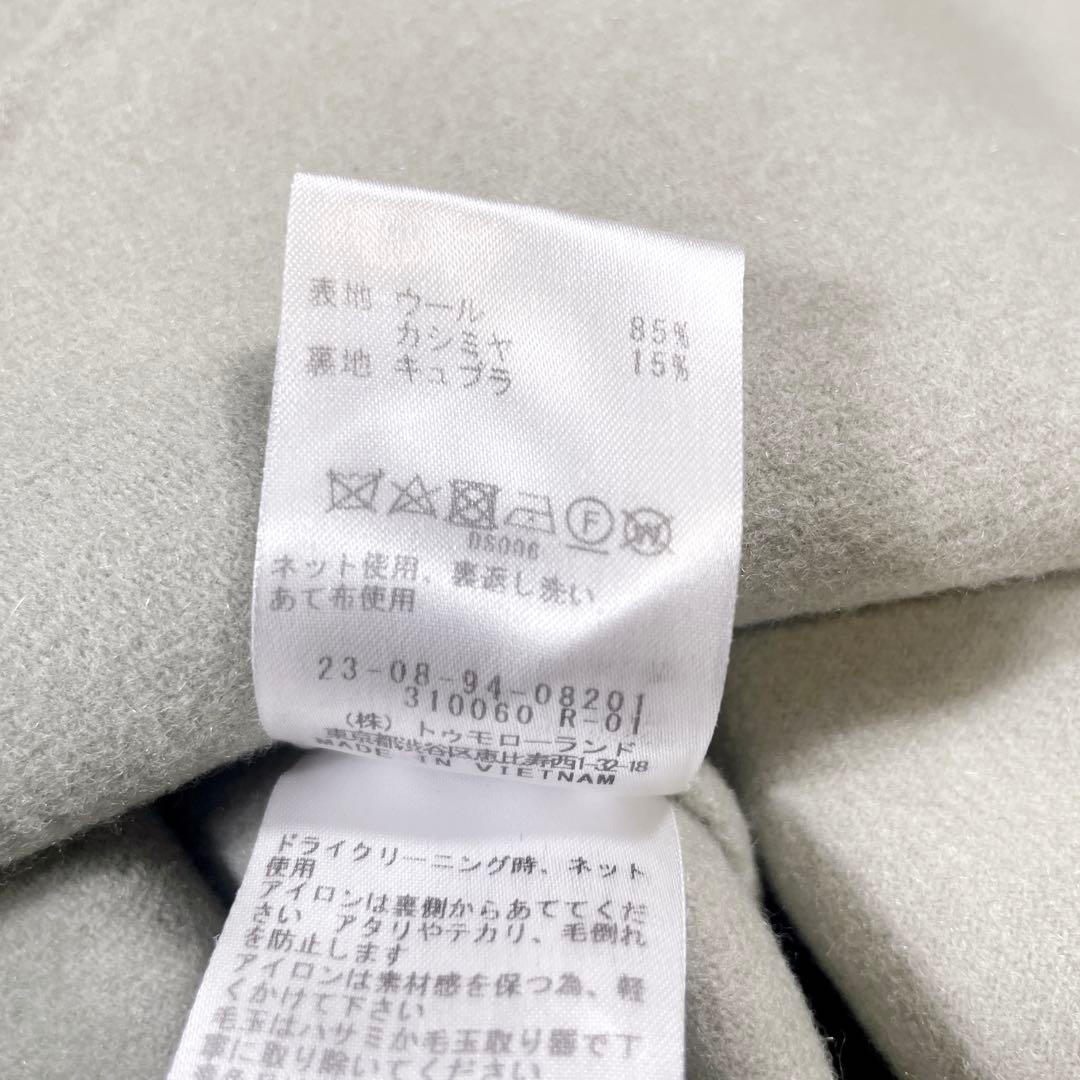 表地 ウール 85%
カシミヤ 15%
裏地 キュプラ
F W
DS006
ネット使用、裏返し洗い
あて布使用
23-08-94-08201
310060 R-01
(株) トゥモローランド
東京都渋谷区恵比寿西1-32-18
MADE IN VIETNAM
ドライクリーニング時、ネット
使用
アイロンは裏側からあててくだ
さい アタリやテカリ、毛倒れ
を防止します
アイロンは素材感を保つ為、軽
くかけて下さい
毛玉はハサミか毛玉取り器で丁
寧に取り除いてください